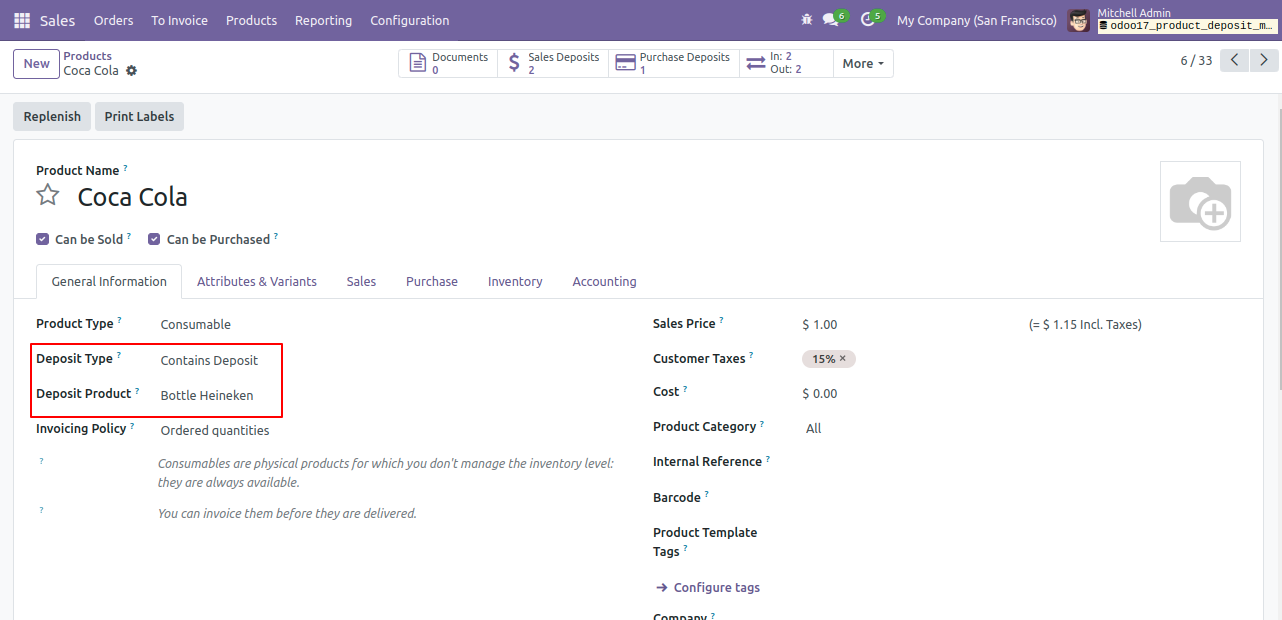 Sales Orders To Invoice Products Reporting Configuration 6 5 My Company (San Francisco) Mitchell Admin
odoo17_product_deposit_m...
New Products
Coca Cola
Documents
0
Sales Deposits
2
Purchase Deposits
1
In: 2
Out: 2
More
6 / 33
Replenish Print Labels
Product Name ?
Coca Cola
Can be Sold ? Can be Purchased ?
General Information Attributes & Variants Sales Purchase Inventory Accounting
Product Type ? Consumable
Deposit Type ? Contains Deposit
Deposit Product ? Bottle Heineken
Invoicing Policy ? Ordered quantities
? Consumables are physical products for which you don't manage the inventory level:
they are always available.
? You can invoice them before they are delivered.
Sales Price ? $ 1.00 (= $ 1.15 Incl. Taxes)
Customer Taxes ? 15% ×
Cost ? $ 0.00
Product Category ? All
Internal Reference ?
Barcode ?
Product Template
Tags ?
→ Configure tags
Company ?